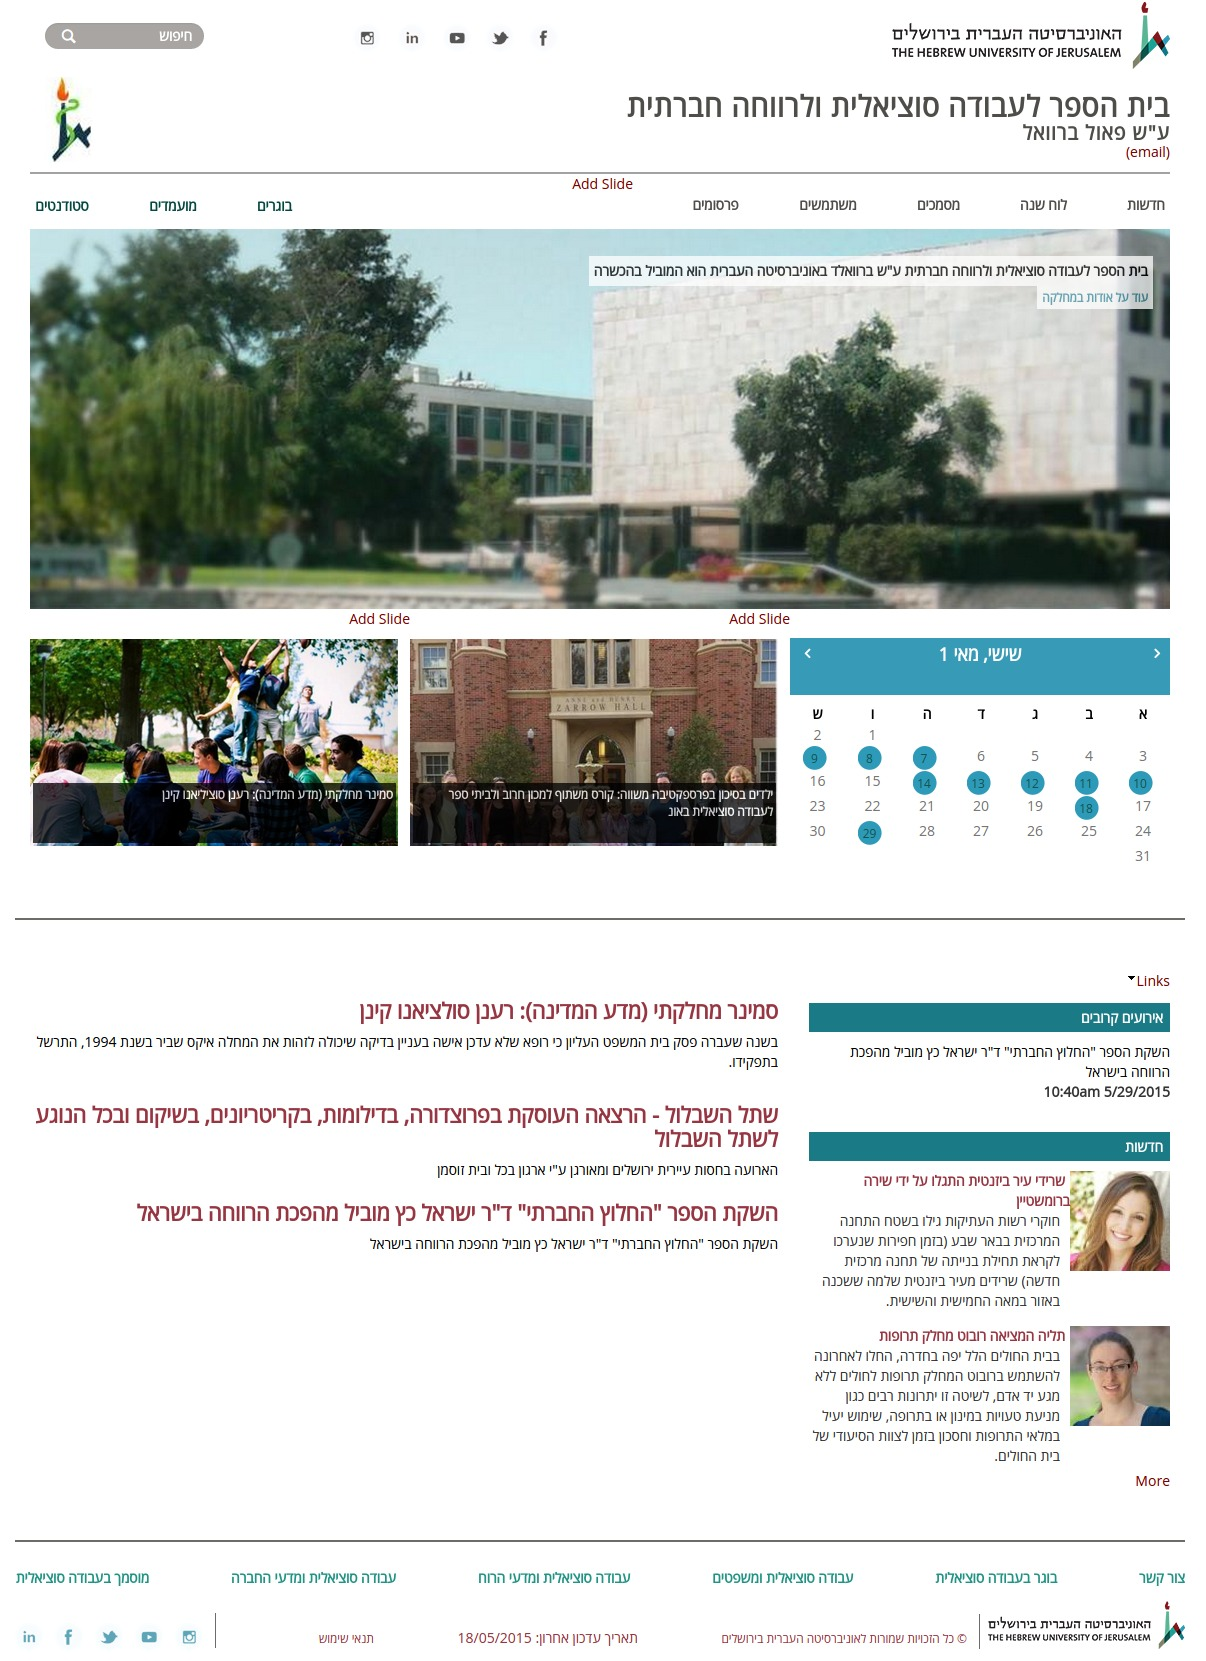 האוניברסיטה העברית בירושלים
THE HEBREW UNIVERSITY OF JERUSALEM
חיפוש
בית הספר לעבודה סוציאלית ולרווחה חברתית
ע"ש פאול ברוואל
(email)
Add Slide
חדשות
לוח שנה
מסמכים
משתמשים
פרסומים
בוגרים
מועמדים
סטודנטים
בית הספר לעבודה סוציאלית ולרווחה חברתית ע"ש ברוואלד באוניברסיטה העברית הוא המוביל בהכשרה
עוד על אודות במחלקה
Add Slide
Add Slide
שישי, מאי 1
א ב ג ד ה ו ש
1 2
3 4 5 6 7 8 9
10 11 12 13 14 15 16
17 18 19 20 21 22 23
24 25 26 27 28 29 30
31
ZARROW HALL
ילדים בסיכון בפרספקטיבה משווה: קורס משתוף למכון חרוב ולביתי ספר
לעבודה סוציאלית באונ
סמינר מחלקתי (מדע המדינה): רענן סוציליאנו קינן
Links
אירועים קרובים
השקת הספר "החלוץ החברתי" ד"ר ישראל כץ מוביל מהפכת
הרווחה בישראל
10:40am 5/29/2015
חדשות
שרידי עיר ביזנטית התגלו על ידי שירה
ברומשטיין
חוקרי רשות העתיקות גילו בשטח התחנה
המרכזית בבאר שבע (בזמן חפירות שנערכו
לקראת תחילת בנייתה של תחנה מרכזית
חדשה) שרידים מעיר ביזנטית שלמה ששכנה
באזור במאה החמישית והשישית.
תליה המציאה רובוט מחלק תרופות
בבית החולים הלל יפה בחדרה, החלו לאחרונה
להשתמש ברובוט המחלק תרופות לחולים ללא
מגע יד אדם, לשיטה זו יתרונות רבים כגון
מניעת טעויות במינון או בתרופה, שימוש יעיל
במלאי התרופות וחסכון בזמן לצוות הסיעודי של
בית החולים.
More
סמינר מחלקתי (מדע המדינה): רענן סולציאנו קינן
בשנה שעברה פסק בית המשפט העליון כי רופא שלא עדכן אישה בעניין בדיקה שיכולה לזהות את המחלה איקס שביר בשנת 1994, התרשל
בתפקידו.
שתל השבלול - הרצאה העוסקת בפרוצדורה, בדילומות, בקריטריונים, בשיקום ובכל הנוגע
לשתל השבלול
הארועה בחסות עיירית ירושלים ומאורגן ע"י ארגון בכל ובית זוסמן
השקת הספר "החלוץ החברתי" ד"ר ישראל כץ מוביל מהפכת הרווחה בישראל
השקת הספר "החלוץ החברתי" ד"ר ישראל כץ מוביל מהפכת הרווחה בישראל
צור קשר
בוגר בעבודה סוציאלית
עבודה סוציאלית ומשפטים
עבודה סוציאלית ומדעי הרוח
עבודה סוציאלית ומדעי החברה
מוסמך בעבודה סוציאלית
האוניברסיטה העברית בירושלים
THE HEBREW UNIVERSITY OF JERUSALEM
© כל הזכויות שמורות לאוניברסיטה העברית בירושלים
תאריך עדכון אחרון: 18/05/2015
תנאי שימוש